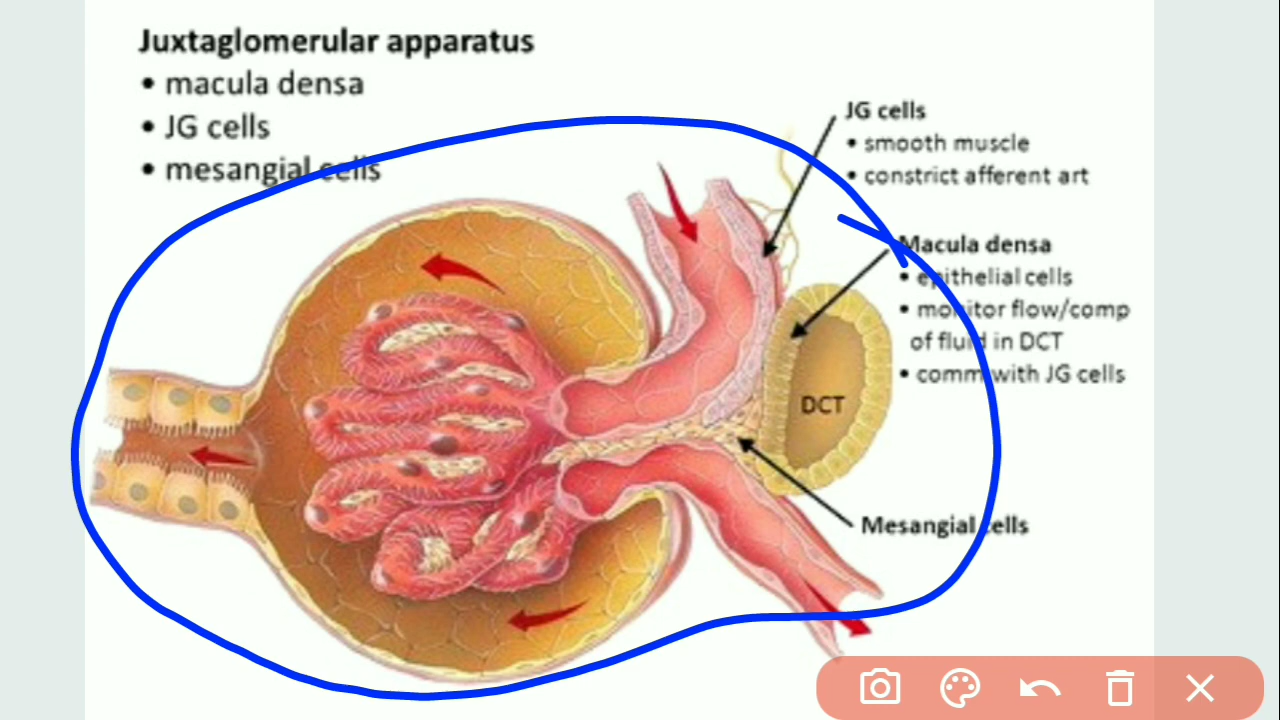 Juxtaglomerular apparatus
• macula densa
• JG cells
• mesangial cells
JG cells
• smooth muscle
• constrict afferent art
Macula densa
• epithelial cells
• monitor flow/comp
of fluid in DCT
• comm with JG cells
DCT
Mesangial cells